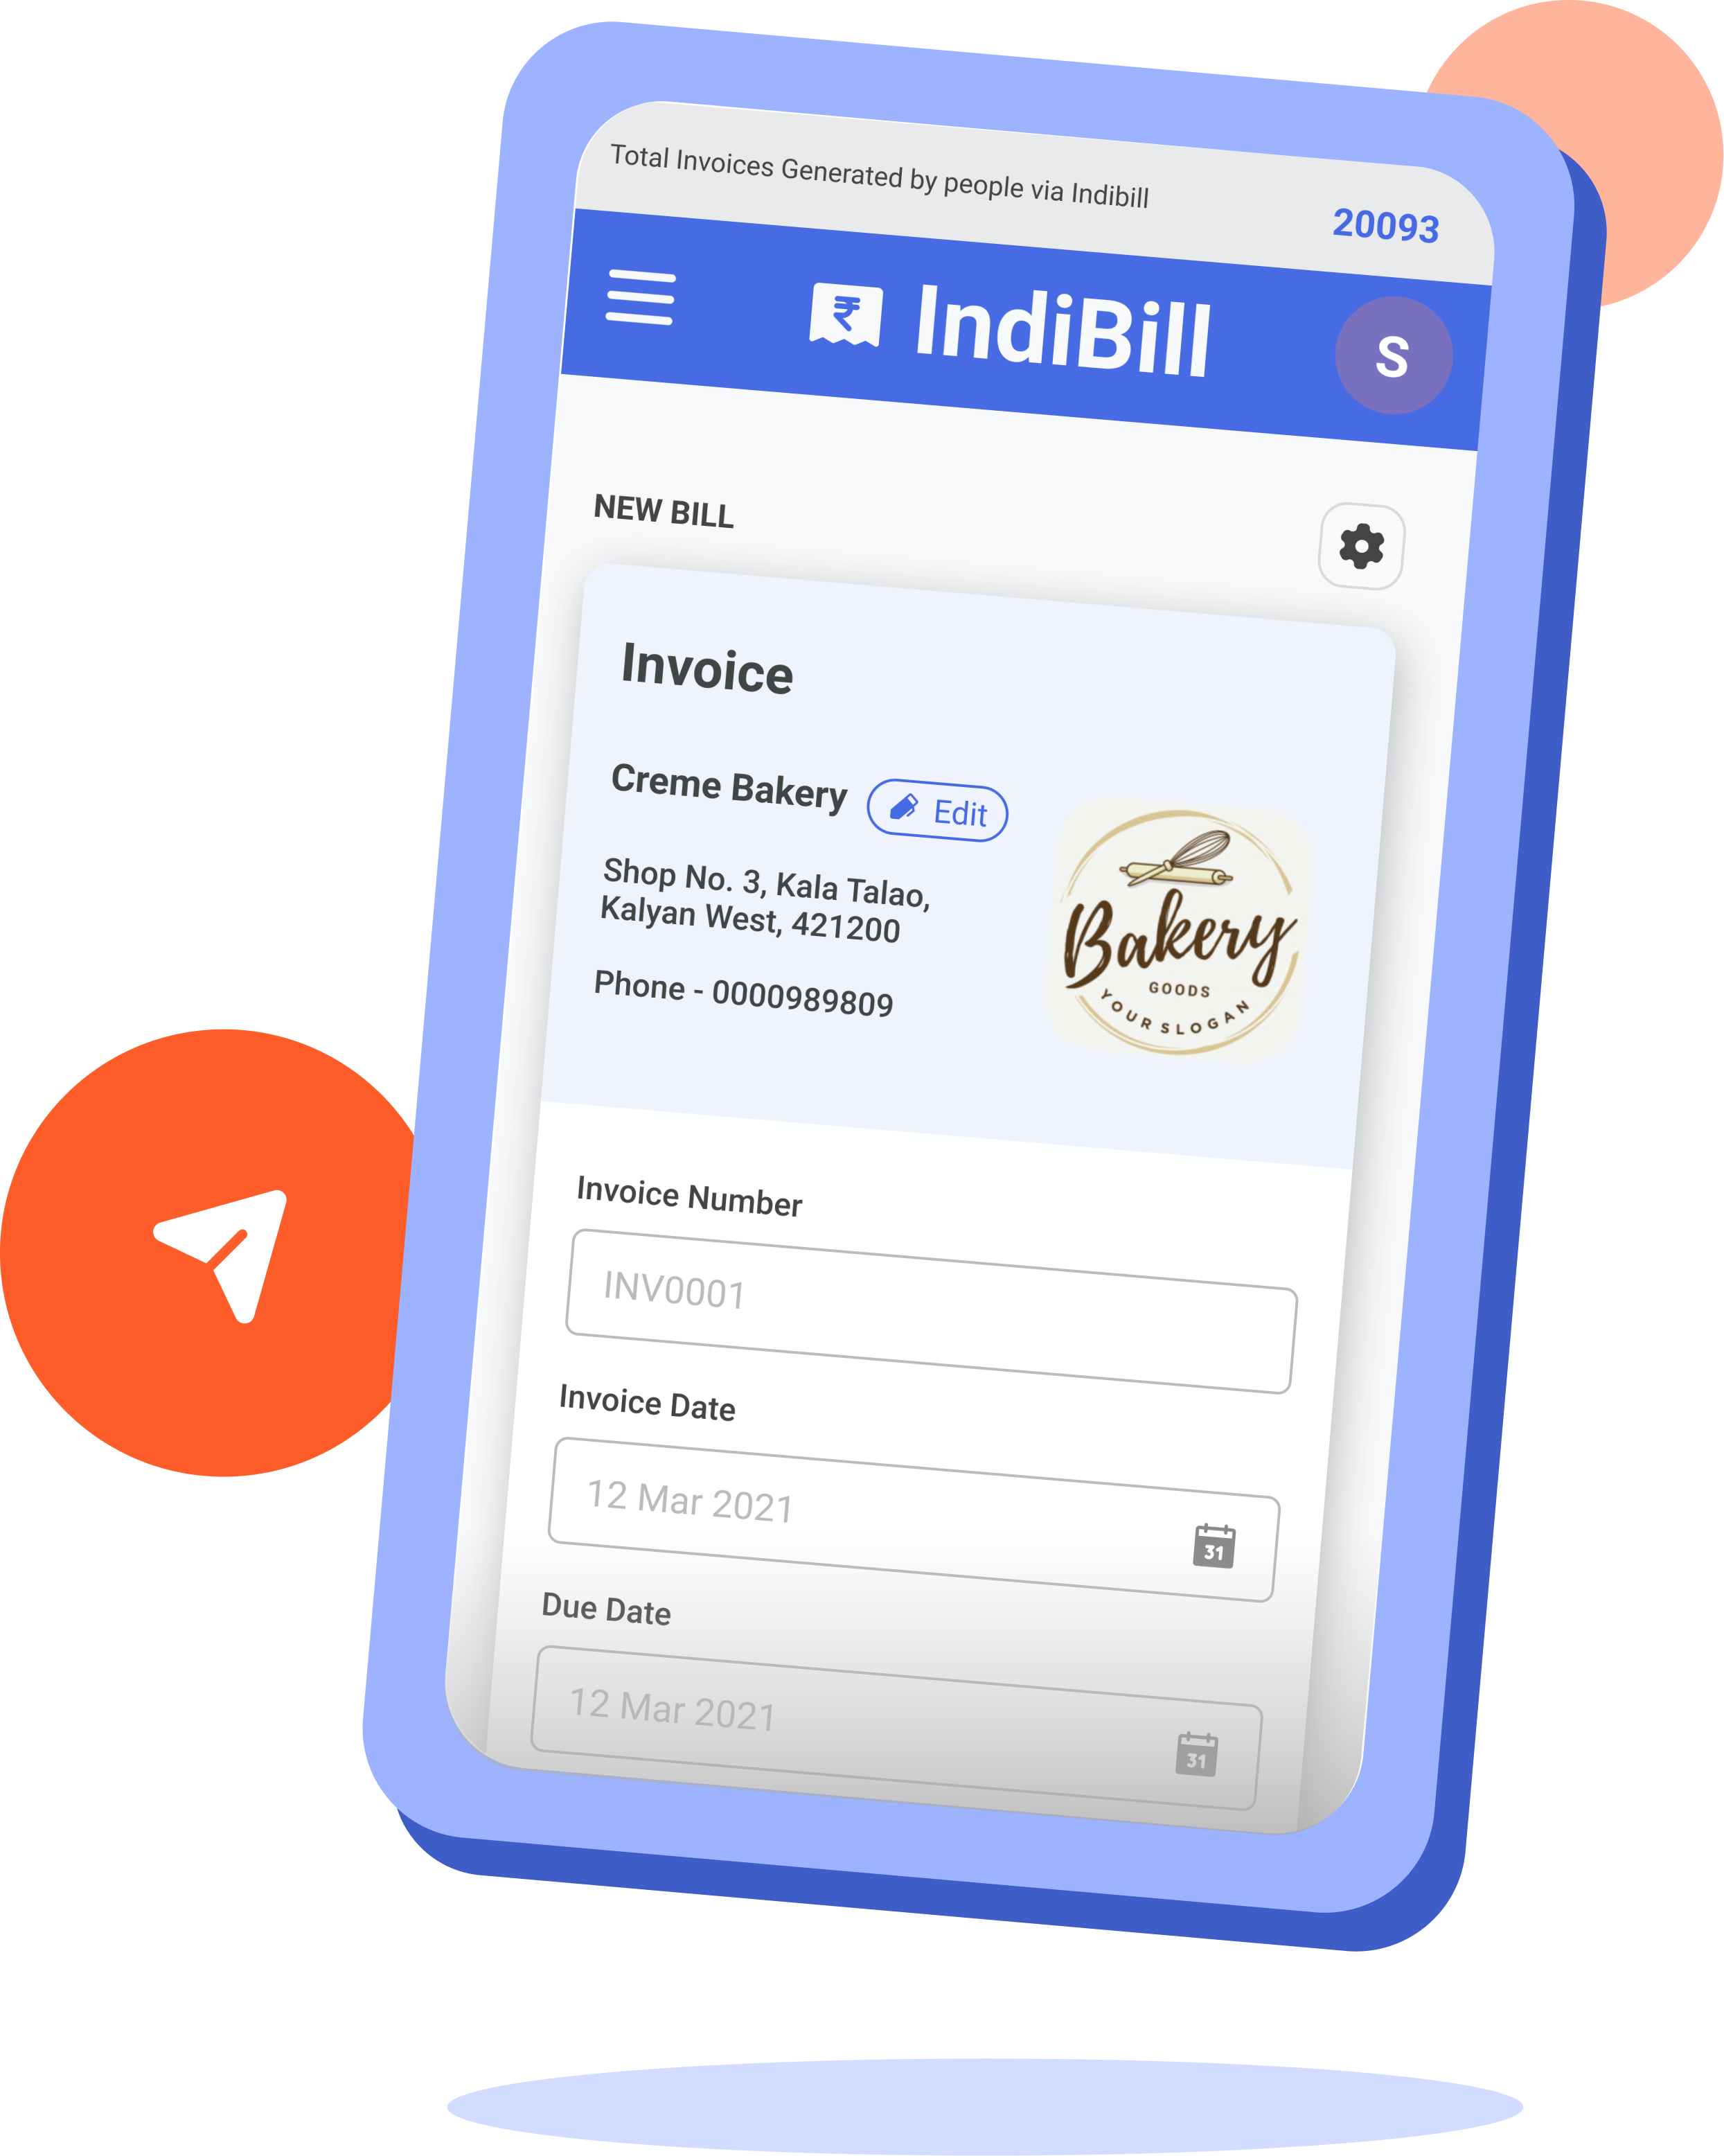 Total Invoices Generated by people via Indibill
20093
IndiBill
S
NEW BILL
Invoice
Creme Bakery
Edit
Shop No. 3, Kala Talao,
Kalyan West, 421200
Phone - 0000989809
Bakery
GOODS
YOUR SLOGAN
Invoice Number
INV0001
Invoice Date
12 Mar 2021
31
Due Date
12 Mar 2021
31